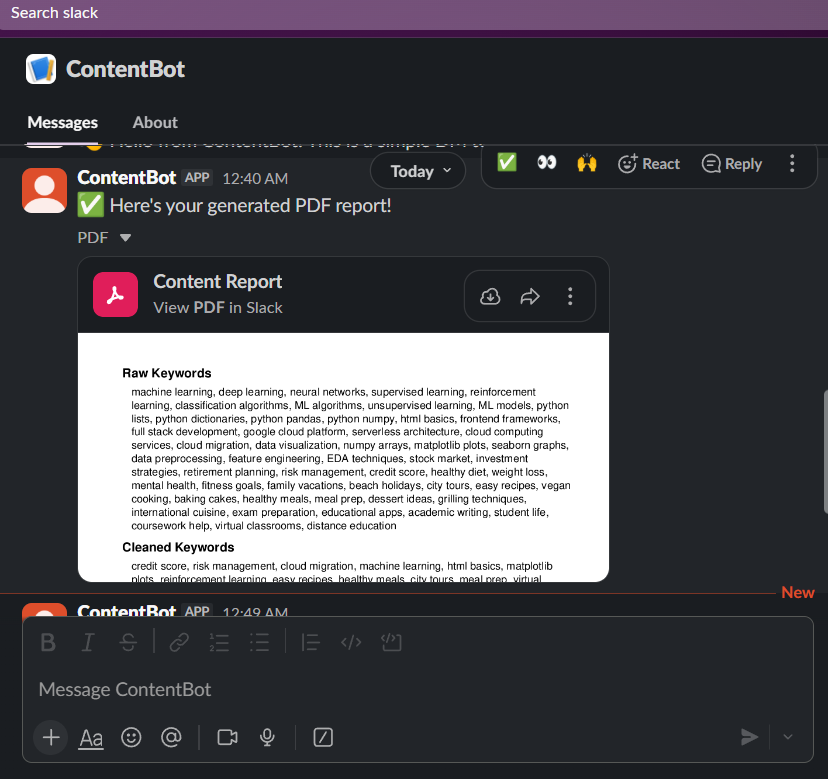 Search slack
ContentBot
Messages About
Hello from ContentBot! This is a simple
ContentBot APP 12:40 AM
Today
React
Reply
Here's your generated PDF report!
PDF
Content Report
View PDF in Slack
Raw Keywords
machine learning, deep learning, neural networks, supervised learning, reinforcement
learning, classification algorithms, ML algorithms, unsupervised learning, ML models, python
lists, python dictionaries, python pandas, python numpy, html basics, frontend frameworks,
full stack development, google cloud platform, serverless architecture, cloud computing
services, cloud migration, data visualization, numpy arrays, matplotlib plots, seaborn graphs,
data preprocessing, feature engineering, EDA techniques, stock market, investment
strategies, retirement planning, risk management, credit score, healthy diet, weight loss,
mental health, fitness goals, family vacations, beach holidays, city tours, easy recipes, vegan
cooking, baking cakes, healthy meals, meal prep, dessert ideas, grilling techniques,
international cuisine, exam preparation, educational apps, academic writing, student life,
coursework help, virtual classrooms, distance education
Cleaned Keywords
credit score, risk management, cloud migration, machine learning, html basics, matplotlib
plots, reinforcement learning, easy recipes, healthy meals, city tours, meal prep, virtual
New
ContentBot APP 12:49 AM
Message ContentBot